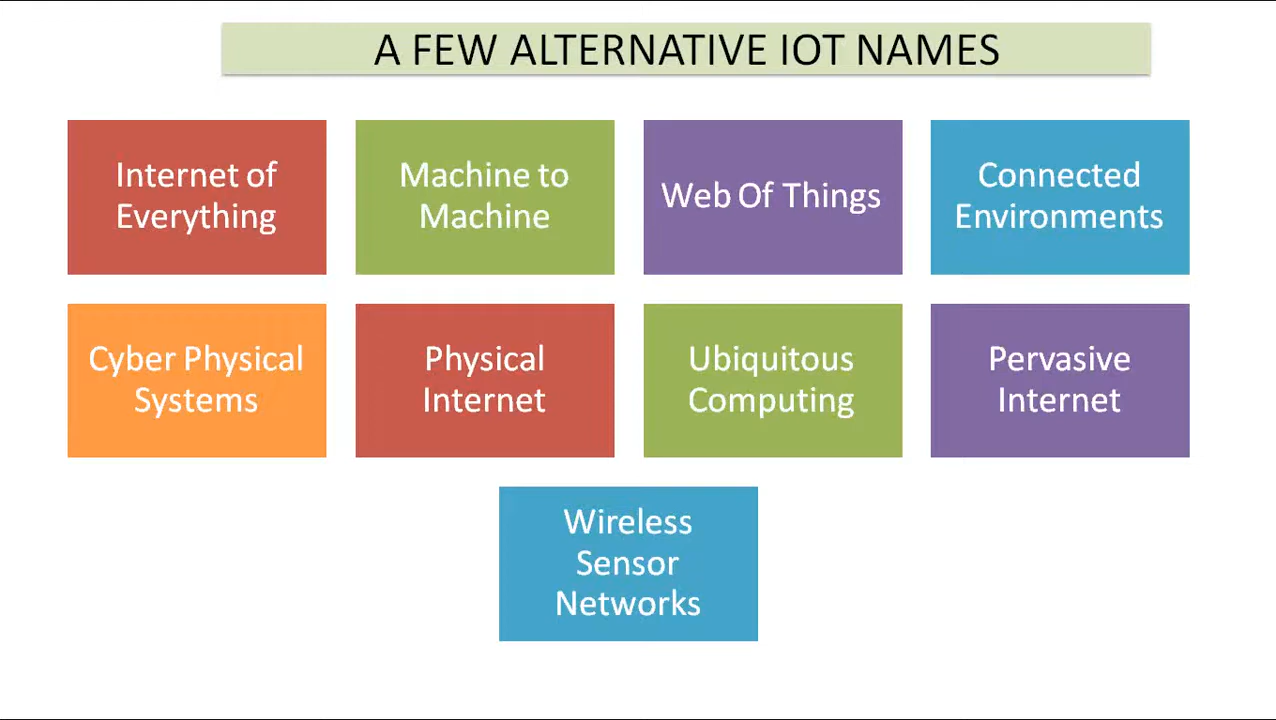 A FEW ALTERNATIVE IOT NAMES
Internet of
Everything
Machine to
Machine
Web Of Things
Connected
Environments
Cyber Physical
Systems
Physical
Internet
Ubiquitous
Computing
Pervasive
Internet
Wireless
Sensor
Networks